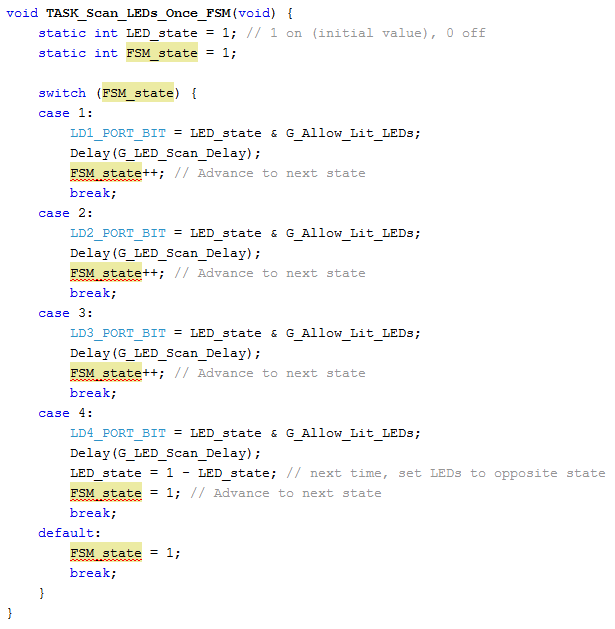 void TASK_Scan_LEDs_Once_FSM(void) {
    static int LED_state = 1; // 1 on (initial value), 0 off
    static int FSM_state = 1;

    switch (FSM_state) {
    case 1:
        LD1_PORT_BIT = LED_state & G_Allow_Lit_LEDs;
        Delay(G_LED_Scan_Delay);
        FSM_state++; // Advance to next state
        break;
    case 2:
        LD2_PORT_BIT = LED_state & G_Allow_Lit_LEDs;
        Delay(G_LED_Scan_Delay);
        FSM_state++; // Advance to next state
        break;
    case 3:
        LD3_PORT_BIT = LED_state & G_Allow_Lit_LEDs;
        Delay(G_LED_Scan_Delay);
        FSM_state++; // Advance to next state
        break;
    case 4:
        LD4_PORT_BIT = LED_state & G_Allow_Lit_LEDs;
        Delay(G_LED_Scan_Delay);
        LED_state = 1 - LED_state; // next time, set LEDs to opposite state
        FSM_state = 1; // Advance to next state
        break;
    default:
        FSM_state = 1;
        break;
    }
}